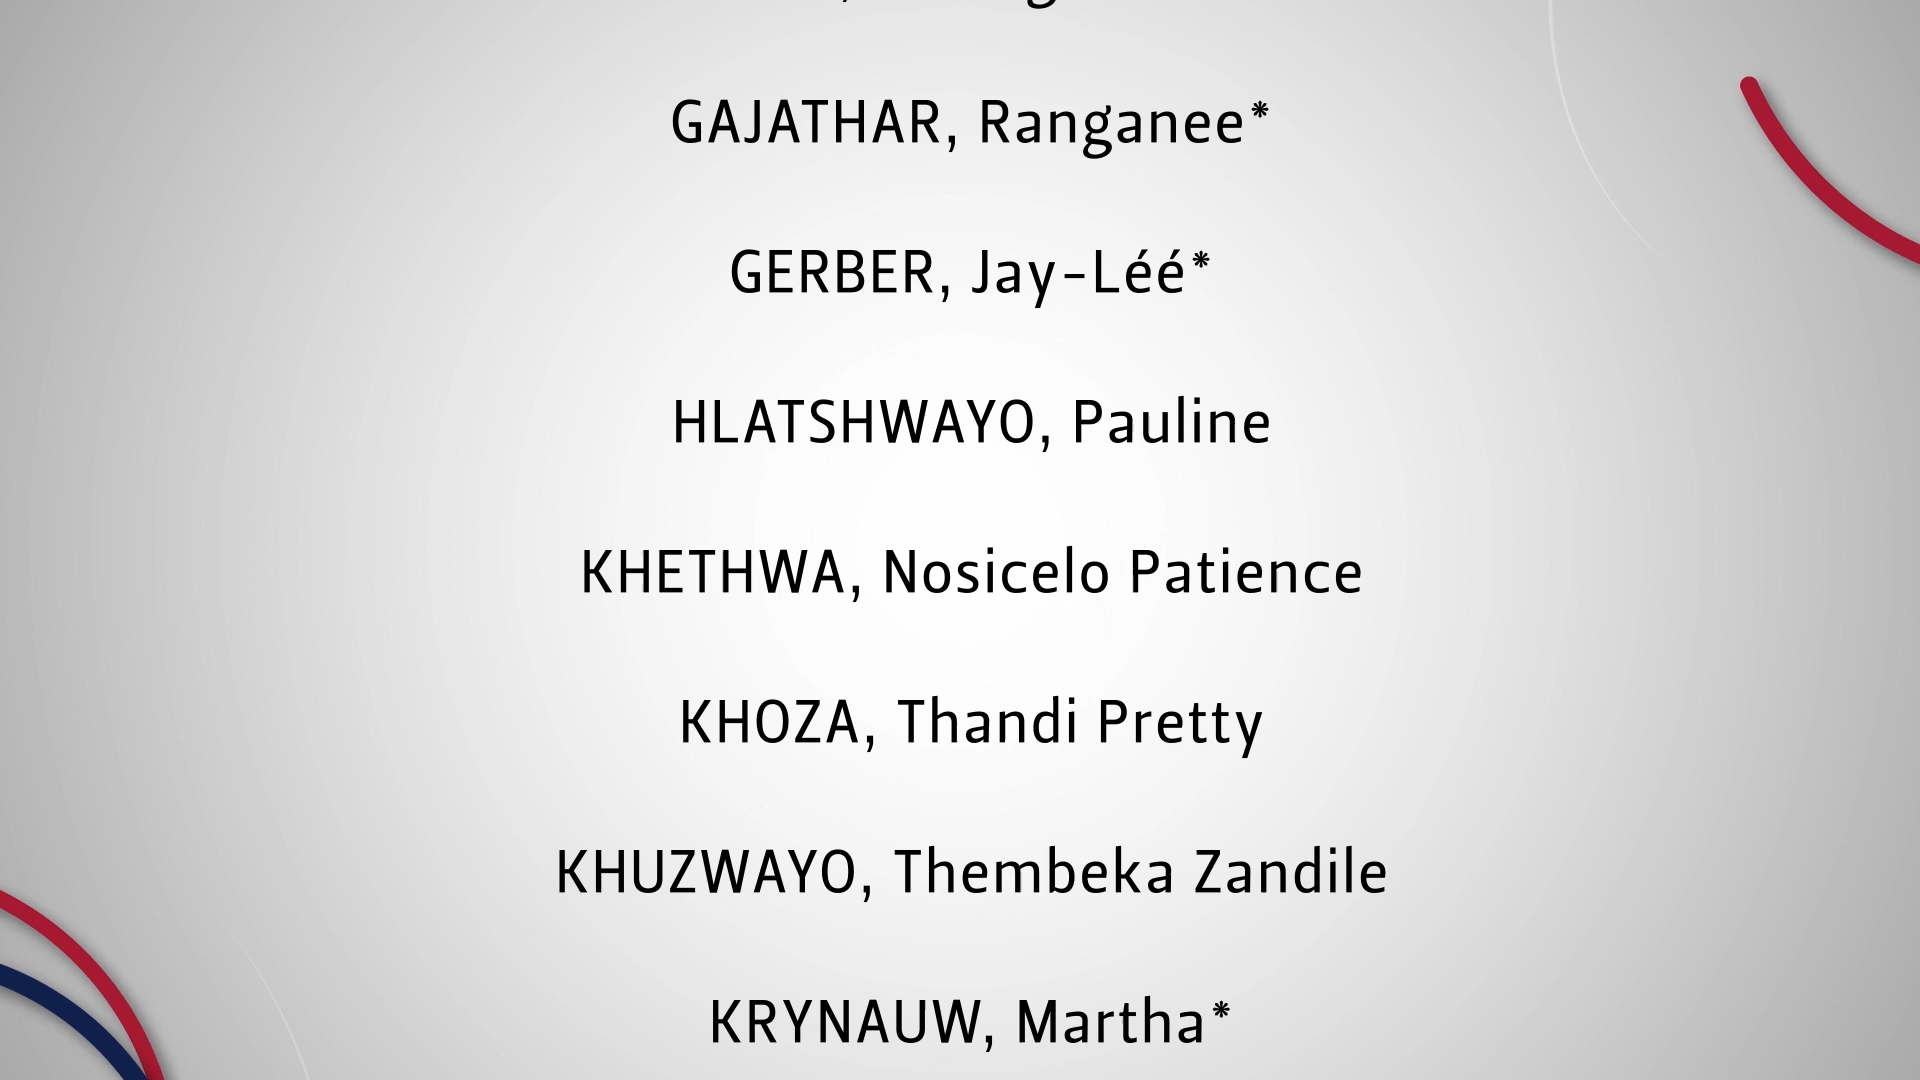 GAJATHAR, Ranganee*
GERBER, Jay-Léé*
HLATSHWAYO, Pauline
KHETHWA, Nosicelo Patience
KHOZA, Thandi Pretty
KHUZWAYO, Thembeka Zandile
KRYNAUW, Martha*